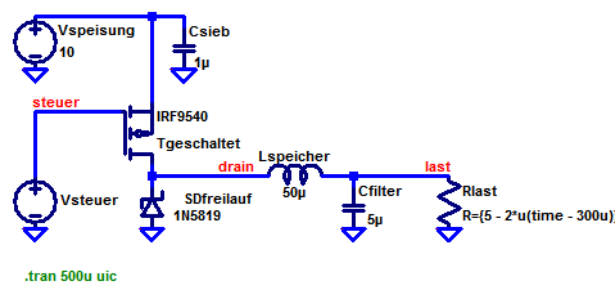 Vspeisung
10
Csieb
1µ
steuer
IRF9540
Tgeschaltet
Vsteuer
drain
Lspeicher
50µ
last
SDfreilauf
1N5819
Cfilter
5µ
Rlast
R={5 - 2*u(time - 300u)}
.tran 500u uic